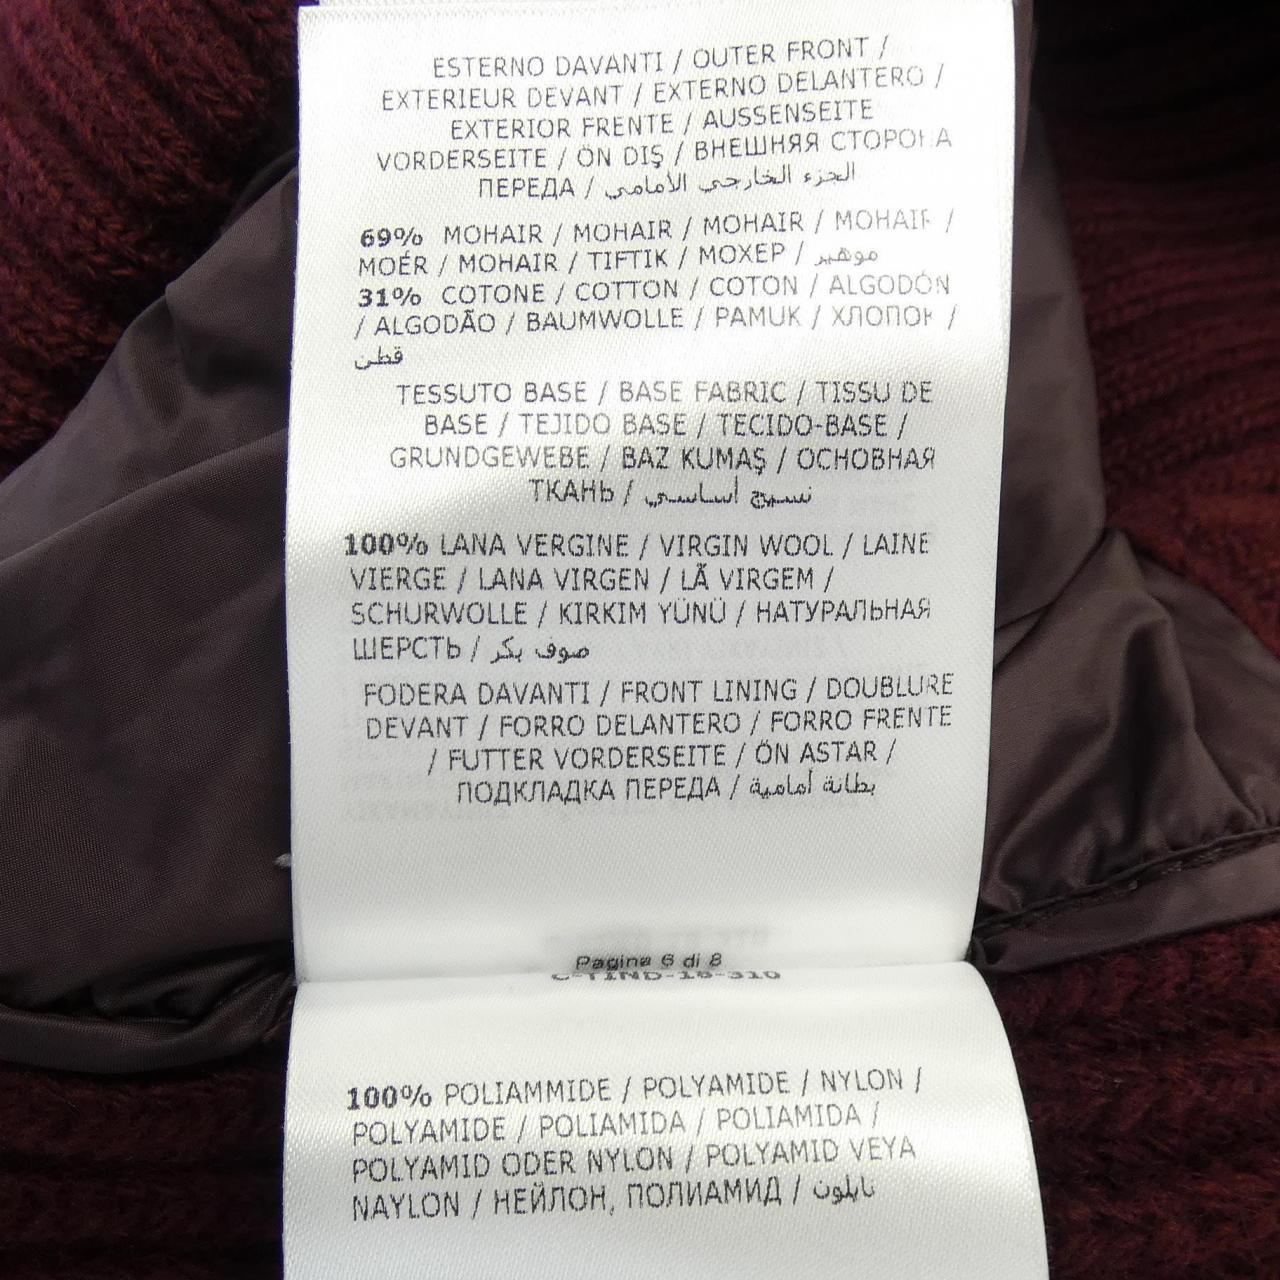 ESTERNO DAVANTI / OUTER FRONT /
EXTERIEUR DEVANT / EXTERNO DELANTERO /
EXTERIOR FRENTE / AUSSENSEITE
VORDERSEITE / ÖN DIŞ / ВНЕШНЯЯ СТОРОНА
ПЕРЕДА / الجزء الخارجي الأمامي
69% MOHAIR / MOHAIR / MOHAIR / MOHAIR /
MOÉR / MOHAIR / TIFTIK / МОХЕР / موهير
31% COTONE / COTTON / COTON / ALGODÓN
/ ALGODÃO / BAUMWOLLE / PAMUK / ХЛОПОК /
قطن
TESSUTO BASE / BASE FABRIC / TISSU DE
BASE / TEJIDO BASE / TECIDO-BASE /
GRUNDGEWEBE / BAZ KUMAŞ / ОСНОВНАЯ
ТКАНЬ / نسيج أساسي
100% LANA VERGINE / VIRGIN WOOL / LAINE
VIERGE / LANA VIRGEN / LÃ VIRGEM /
SCHURWOLLE / KIRKIM YÜNÜ / НАТУРАЛЬНАЯ
ШЕРСТЬ / صوف بكر
FODERA DAVANTI / FRONT LINING / DOUBLURE
DEVANT / FORRO DELANTERO / FORRO FRENTE
/ FUTTER VORDERSEITE / ÖN ASTAR /
ПОДКЛАДКА ПЕРЕДА / بطانة أمامية
Pagina 6 di 8
100% POLIAMMIDE / POLYAMIDE / NYLON /
POLYAMIDE / POLIAMIDA / POLIAMIDA /
POLYAMID ODER NYLON / POLYAMID VEYA
NAYLON / НЕЙЛОН, ПОЛИАМИД / نايلون